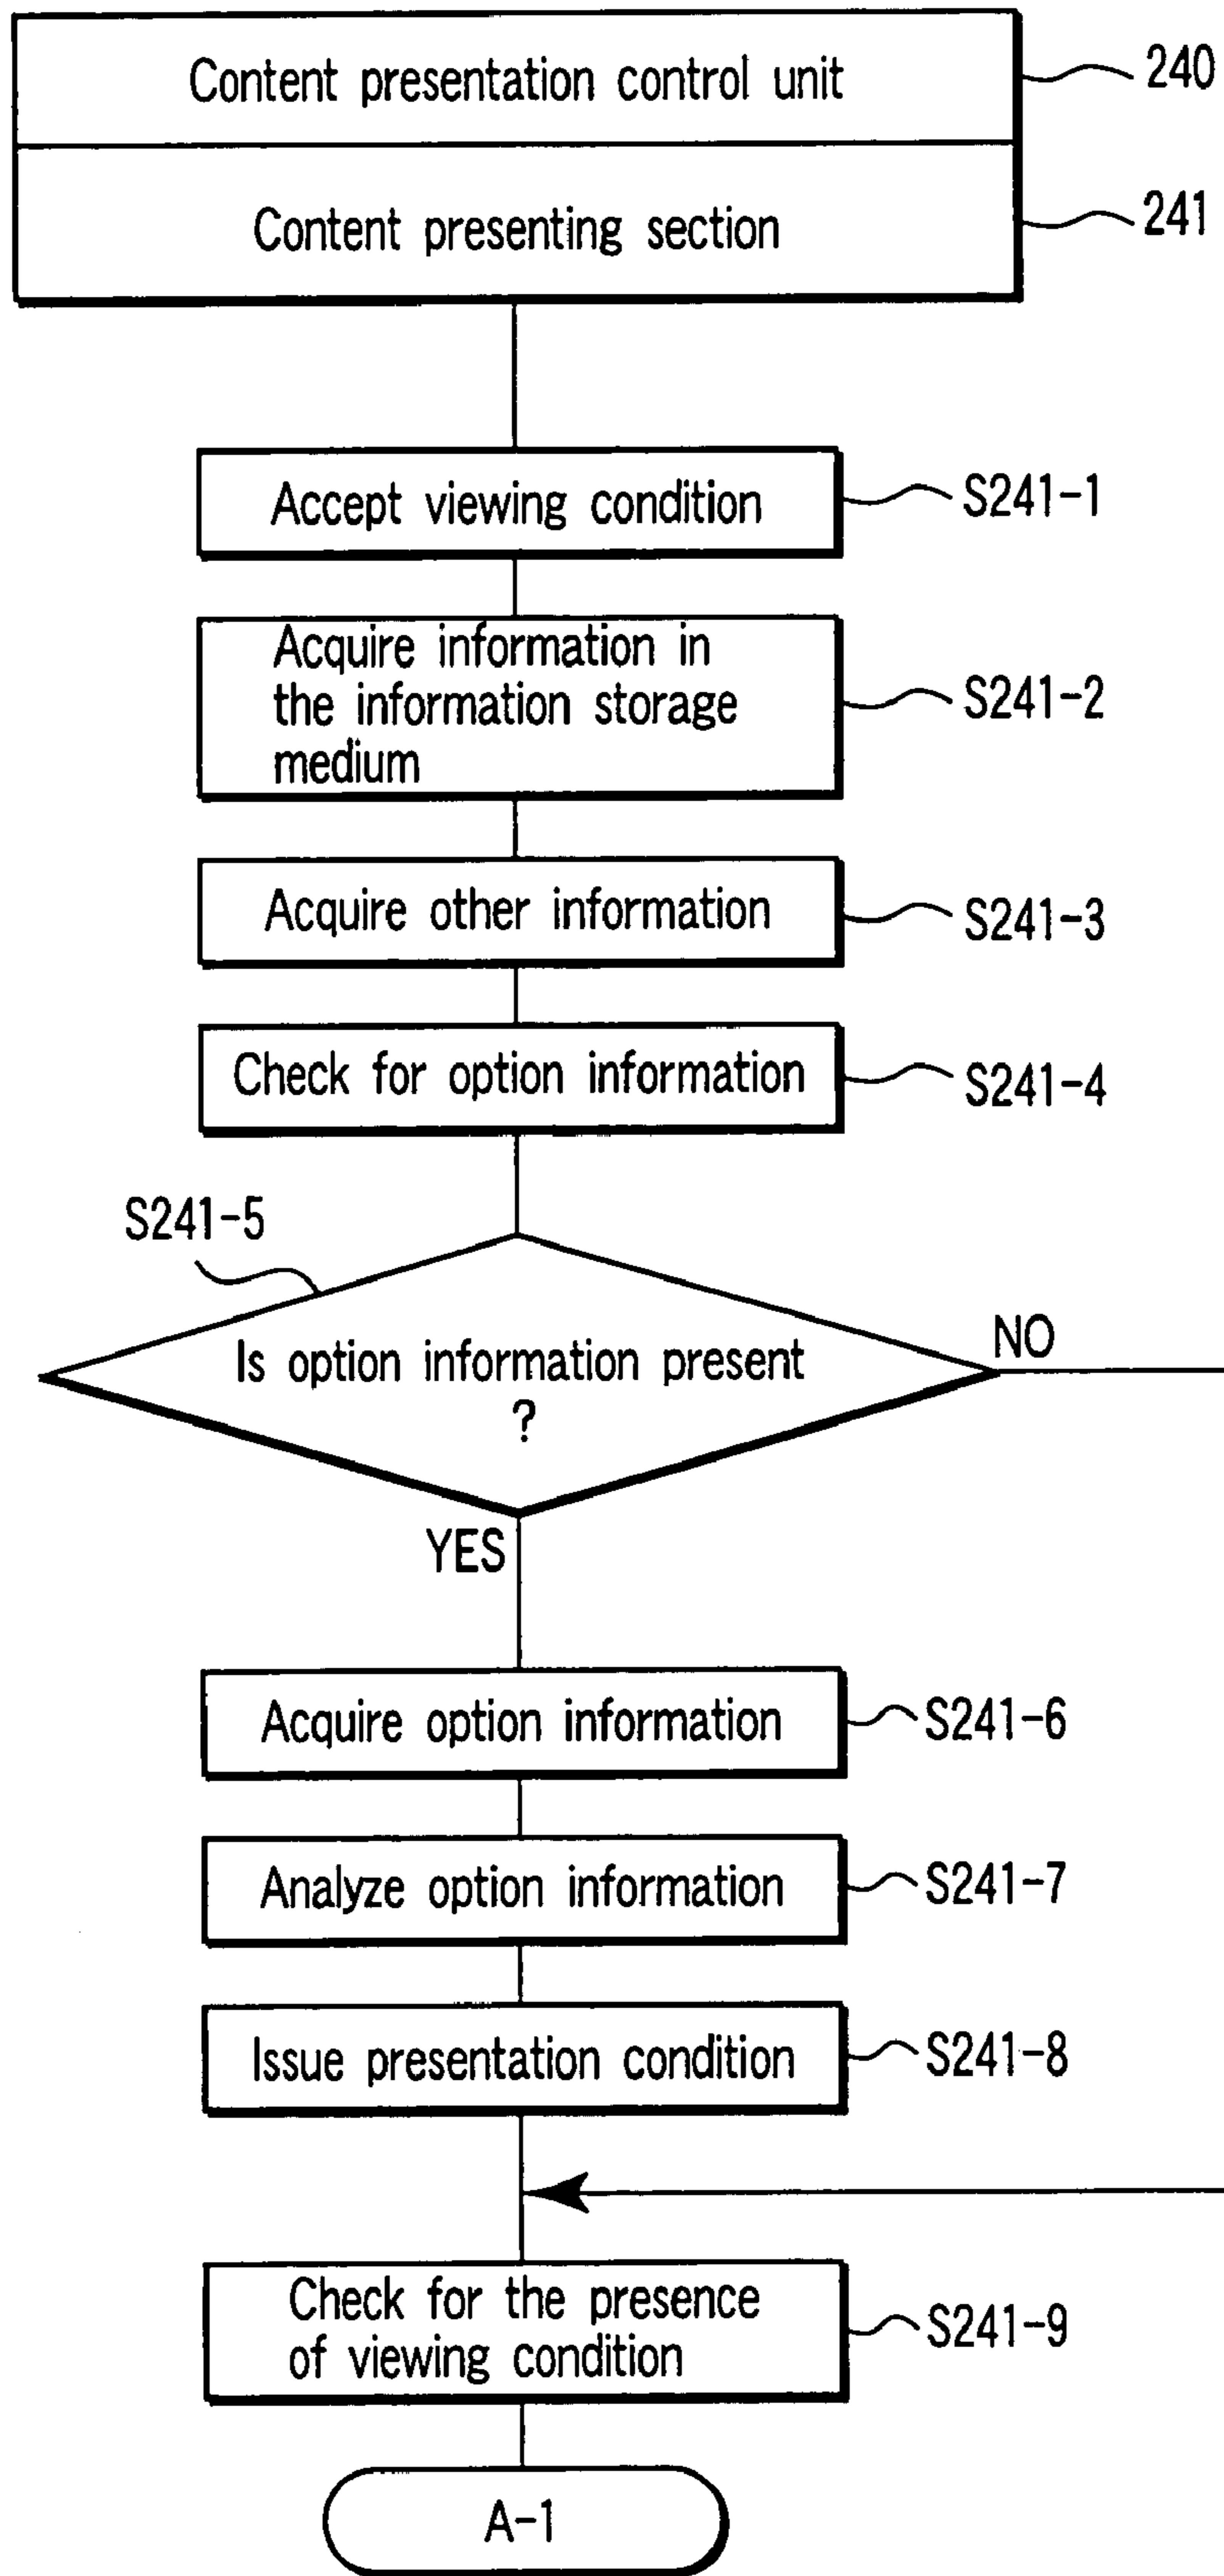 Content presentation control unit
240
Content presenting section
241
Accept viewing condition
S241-1
Acquire information in
the information storage
medium
S241-2
Acquire other information
S241-3
Check for option information
S241-4
S241-5
Is option information present
?
NO
YES
Acquire option information
S241-6
Analyze option information
S241-7
Issue presentation condition
S241-8
Check for the presence
of viewing condition
S241-9
A-1